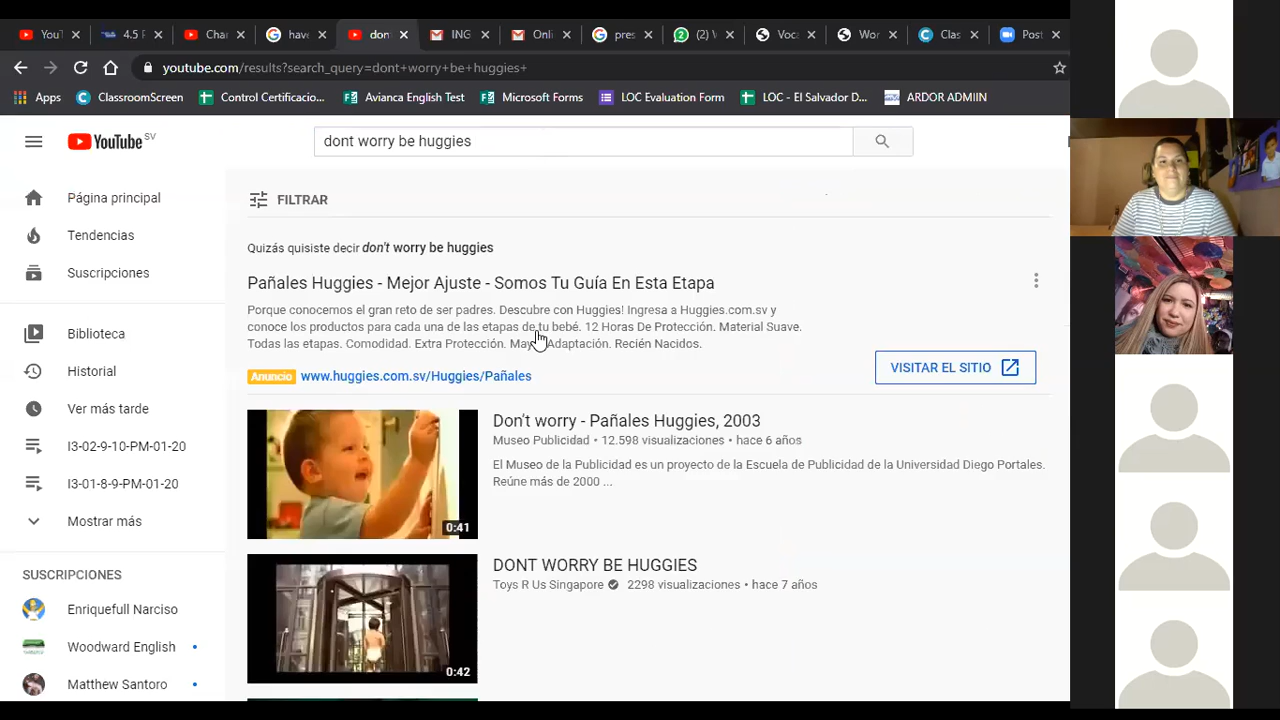 YouT
4.5 P
Char
have
don
ING
Onli
pres
(2) W
Voca
Wor
Clas
Post
youtube.com/results?search_query=dont+worry+be+huggies+
Apps
ClassroomScreen
Control Certificacio...
Avianca English Test
Microsoft Forms
LOC Evaluation Form
LOC - El Salvador D...
ARDOR ADMIIN
YouTube SV
dont worry be huggies
Página principal
Tendencias
Suscripciones
Biblioteca
Historial
Ver más tarde
I3-02-9-10-PM-01-20
I3-01-8-9-PM-01-20
Mostrar más
SUSCRIPCIONES
Enriquefull Narciso
Woodward English
Matthew Santoro
FILTRAR
Quizás quisiste decir don't worry be huggies
Pañales Huggies - Mejor Ajuste - Somos Tu Guía En Esta Etapa
Porque conocemos el gran reto de ser padres. Descubre con Huggies! Ingresa a Huggies.com.sv y
conoce los productos para cada una de las etapas de tu bebé. 12 Horas De Protección. Material Suave.
Todas las etapas. Comodidad. Extra Protección. Adaptación. Recién Nacidos.
Anuncio www.huggies.com.sv/Huggies/Pañales
VISITAR EL SITIO
Don't worry - Pañales Huggies, 2003
Museo Publicidad • 12.598 visualizaciones • hace 6 años
El Museo de la Publicidad es un proyecto de la Escuela de Publicidad de la Universidad Diego Portales.
Reúne más de 2000 ...
0:41
DONT WORRY BE HUGGIES
Toys R Us Singapore 2298 visualizaciones • hace 7 años
0:42